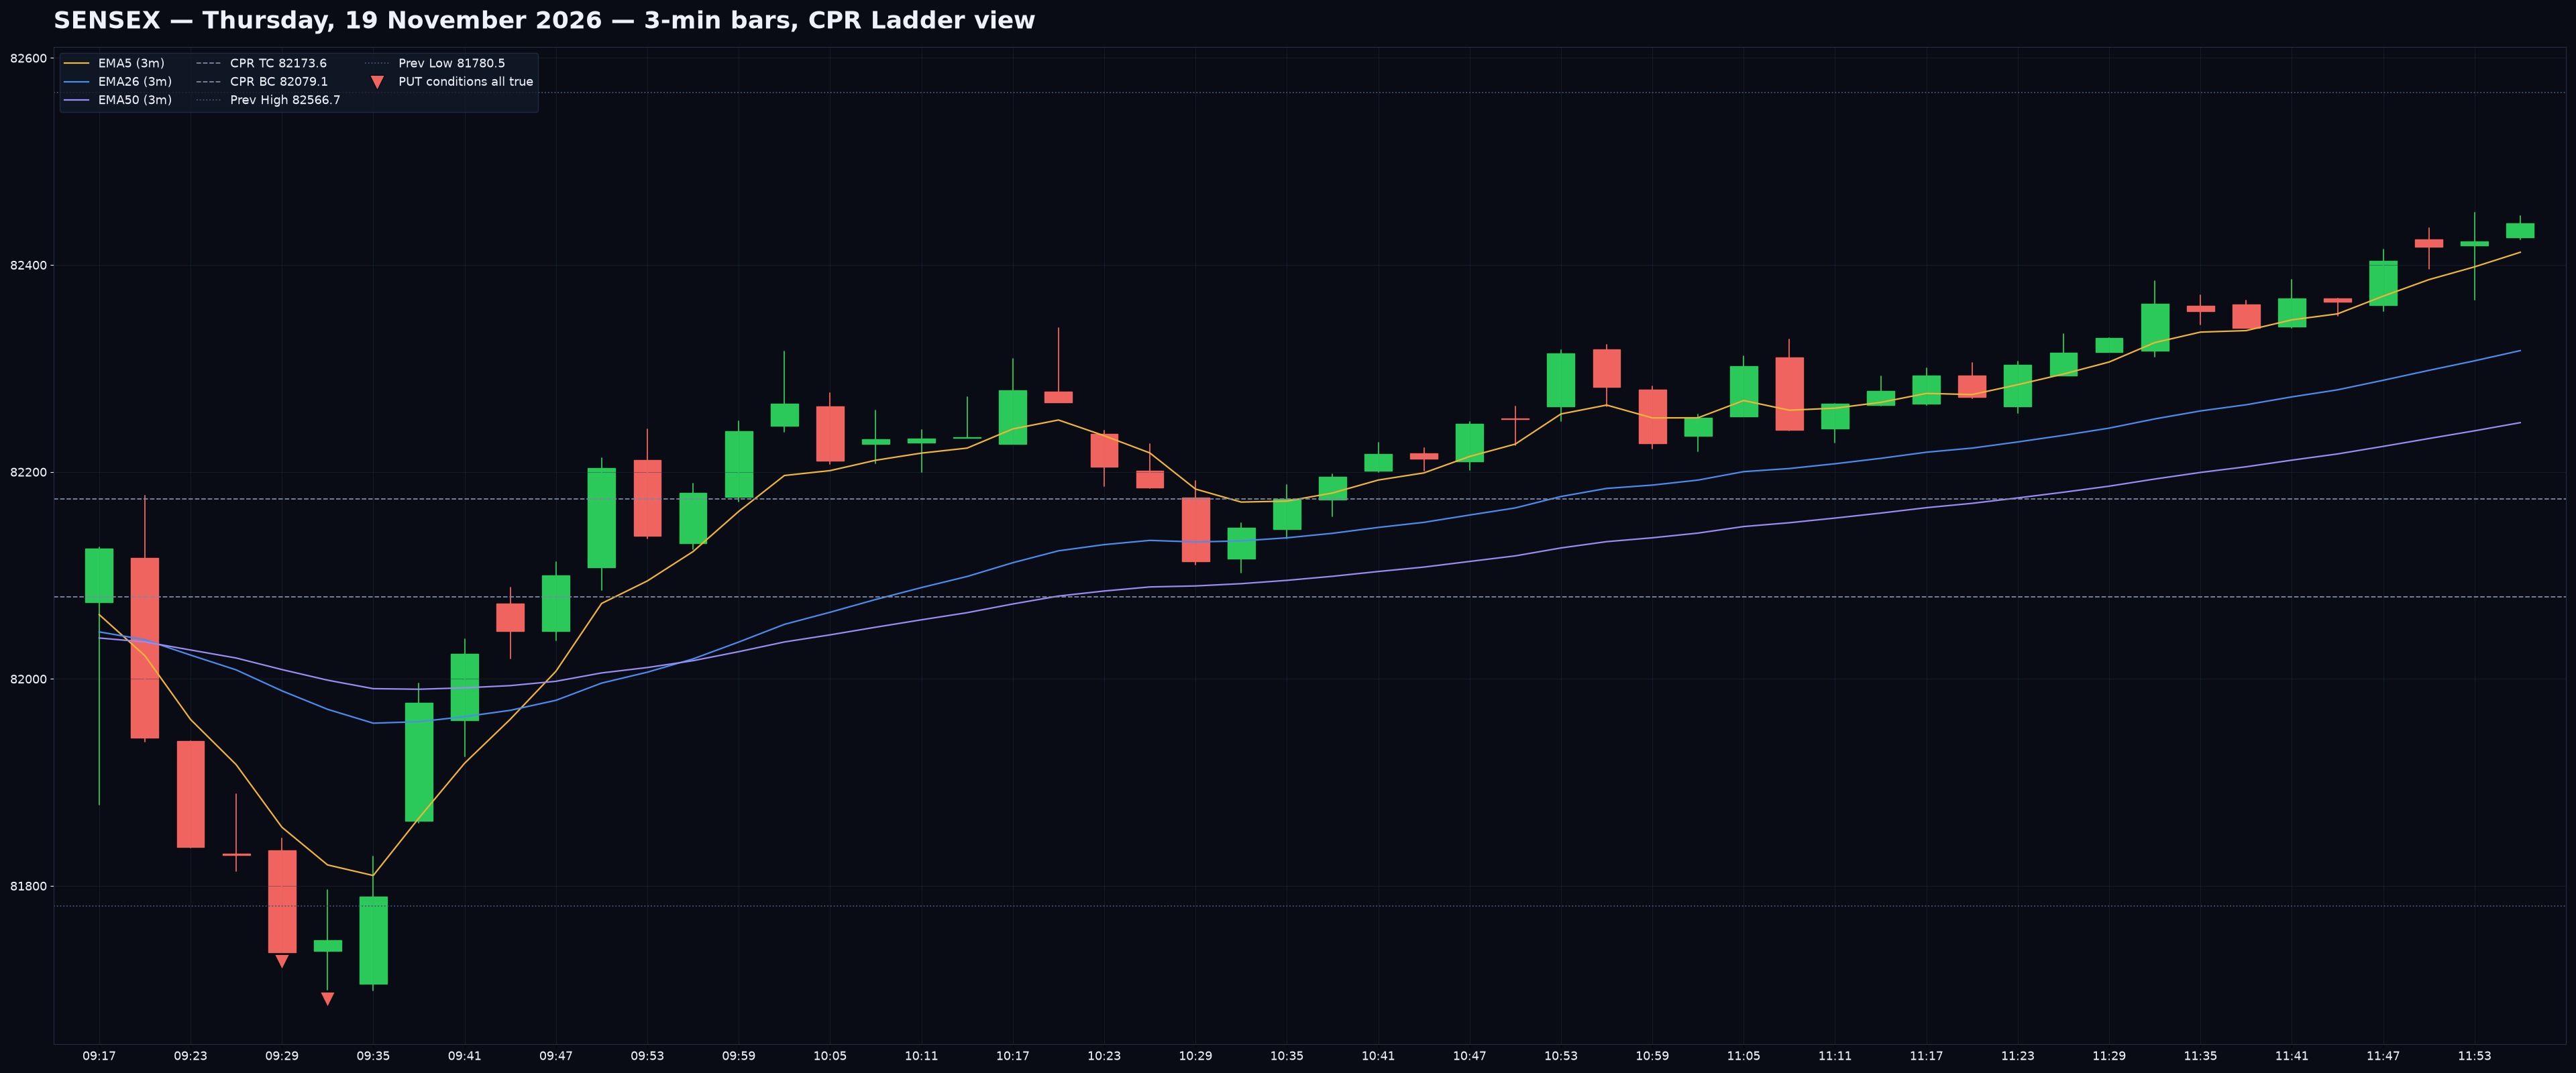 SENSEX — Thursday, 19 November 2026 — 3-min bars, CPR Ladder view
EMA5 (3m)
EMA26 (3m)
EMA50 (3m)
CPR TC 82173.6
CPR BC 82079.1
Prev High 82566.7
Prev Low 81780.5
PUT conditions all true
82600
82400
82200
82000
81800
09:17 09:23 09:29 09:35 09:41 09:47 09:53 09:59 10:05 10:11 10:17 10:23 10:29 10:35 10:41 10:47 10:53 10:59 11:05 11:11 11:17 11:23 11:29 11:35 11:41 11:47 11:53